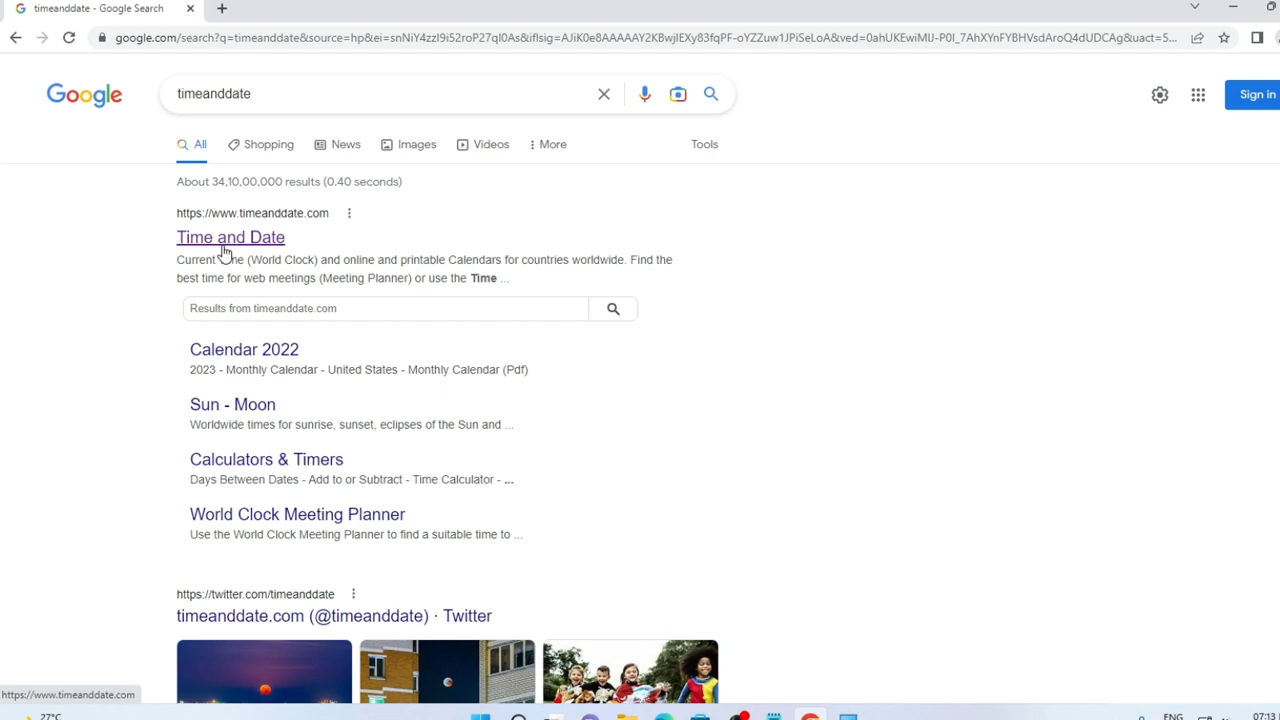 timeanddate - Google Search
google.com/search?q=timeanddate&source=hp&ei=snNiY4zzI9i52roP27qI0As&iflsig=AJiK0e8AAAAAY2KBwjlEXy83fqPF-oYZZuw1JPiSeLoA&ved=0ahUKEwiMlJ-P0I_7AhXYnFYBHVsdAroQ4dUDCAg&uact=5...
Google
timeanddate
Sign in
All Shopping News Images Videos More Tools
About 34,10,00,000 results (0.40 seconds)
https://www.timeanddate.com
Time and Date
Current (World Clock) and online and printable Calendars for countries worldwide. Find the
best time for web meetings (Meeting Planner) or use the Time ...
Results from timeanddate.com
Calendar 2022
2023 - Monthly Calendar - United States - Monthly Calendar (Pdf)
Sun - Moon
Worldwide times for sunrise, sunset, eclipses of the Sun and ...
Calculators & Timers
Days Between Dates - Add to or Subtract - Time Calculator - ...
World Clock Meeting Planner
Use the World Clock Meeting Planner to find a suitable time to ...
https://twitter.com/timeanddate
timeanddate.com (@timeanddate) · Twitter
https://www.timeanddate.com
27°C
ENG
07:13